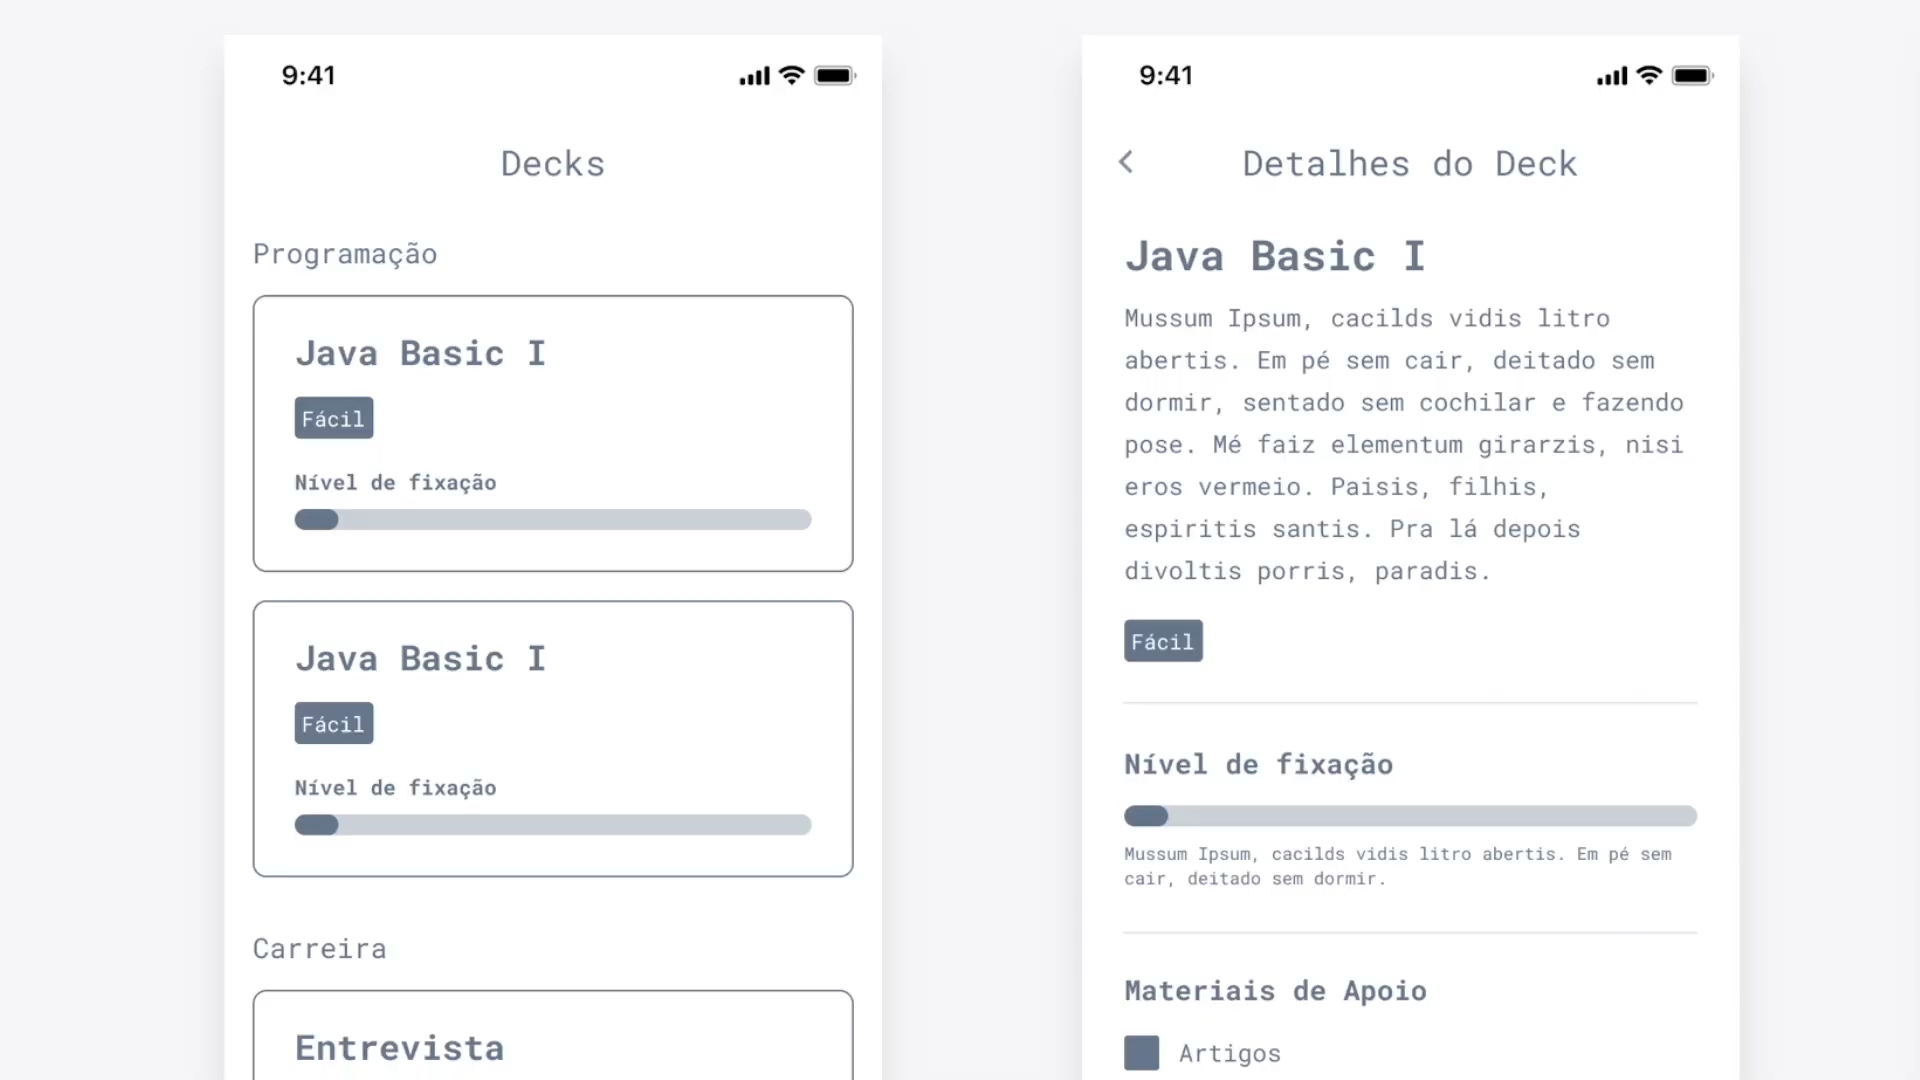 9:41
Decks
Programação
Java Basic I
Fácil
Nível de fixação
Java Basic I
Fácil
Nível de fixação
Carreira
Entrevista
9:41
Detalhes do Deck
Java Basic I
Mussum Ipsum, cacilds vidis litro
abertis. Em pé sem cair, deitado sem
dormir, sentado sem cochilar e fazendo
pose. Mé faiz elementum girarzis, nisi
eros vermeio. Paisis, filhis,
espiritis santis. Pra lá depois
divoltis porris, paradis.
Fácil
Nível de fixação
Mussum Ipsum, cacilds vidis litro abertis. Em pé sem
cair, deitado sem dormir.
Materiais de Apoio
Artigos